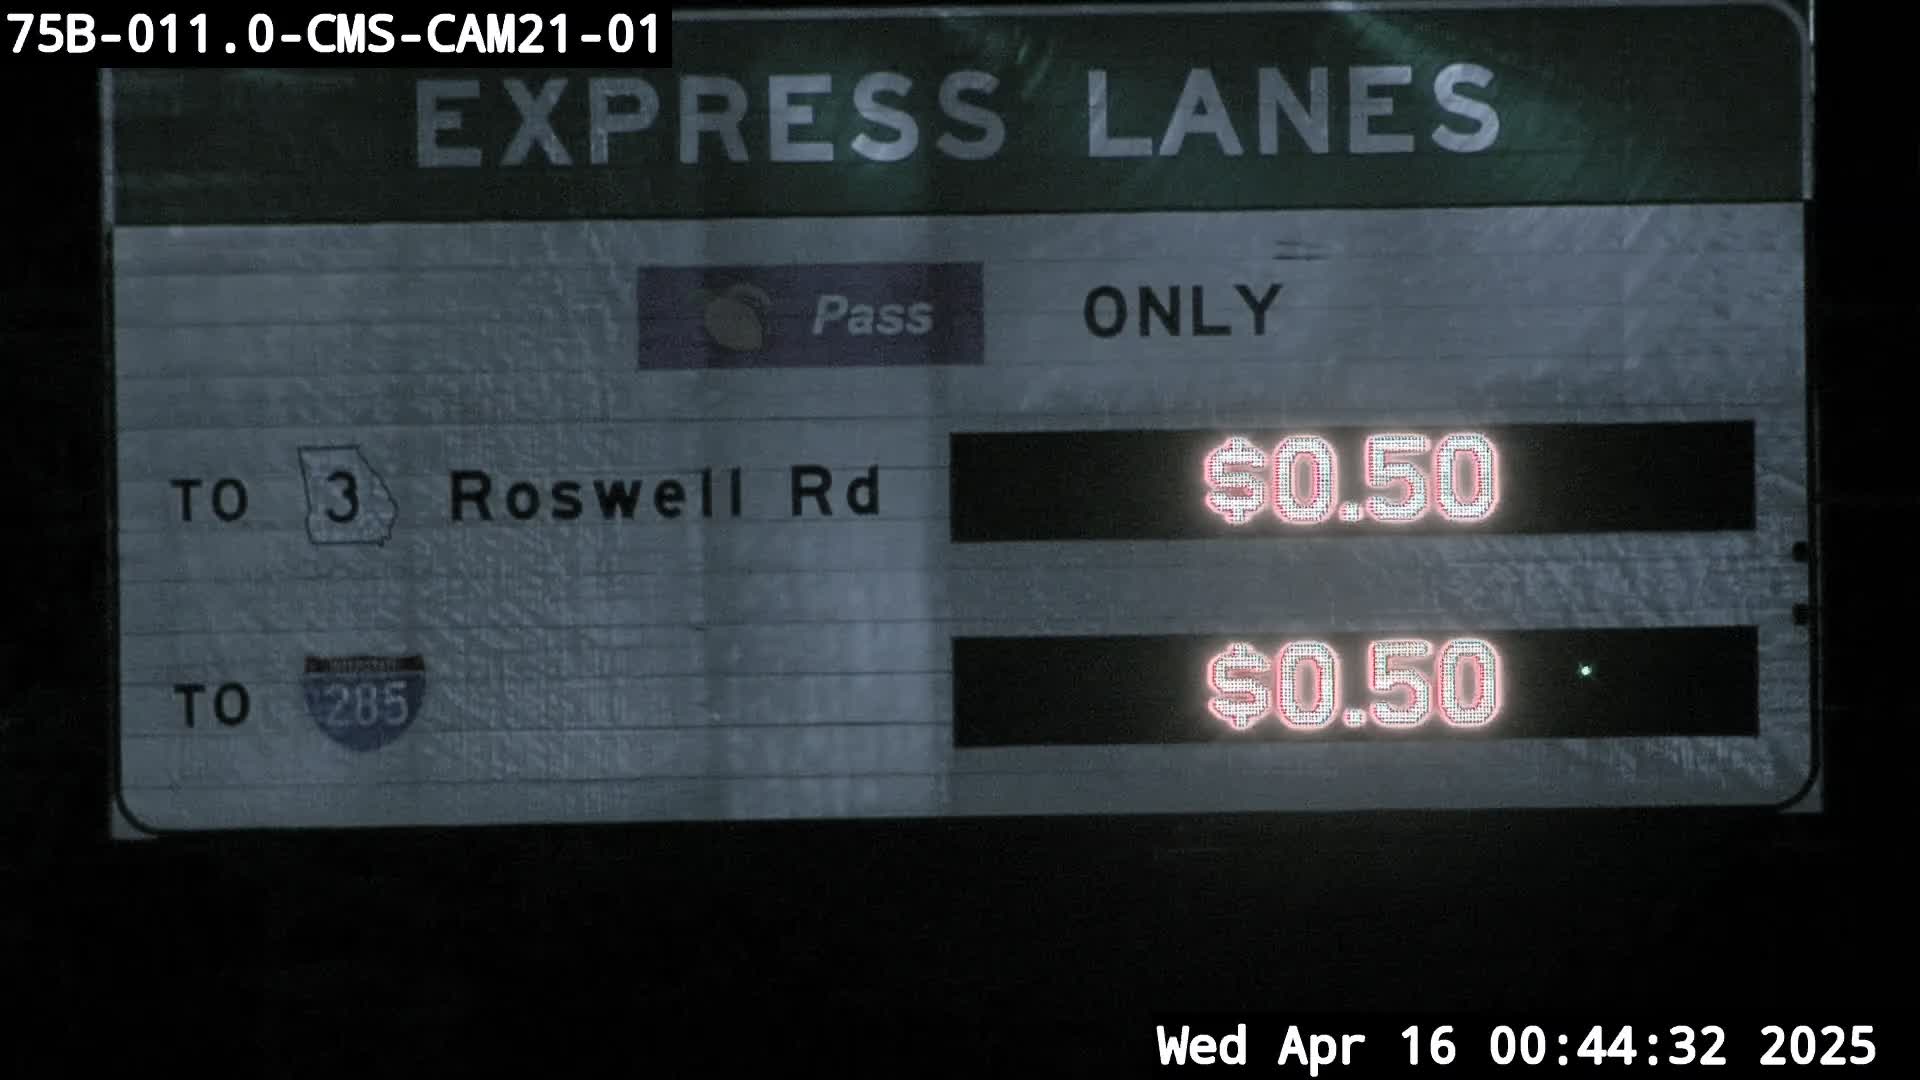 75B-011.0-CMS-CAM21-01
EXPRESS LANES
Pass ONLY
TO 3 Roswell Rd $0.50
TO 285 $0.50
Wed Apr 16 00:44:32 2025